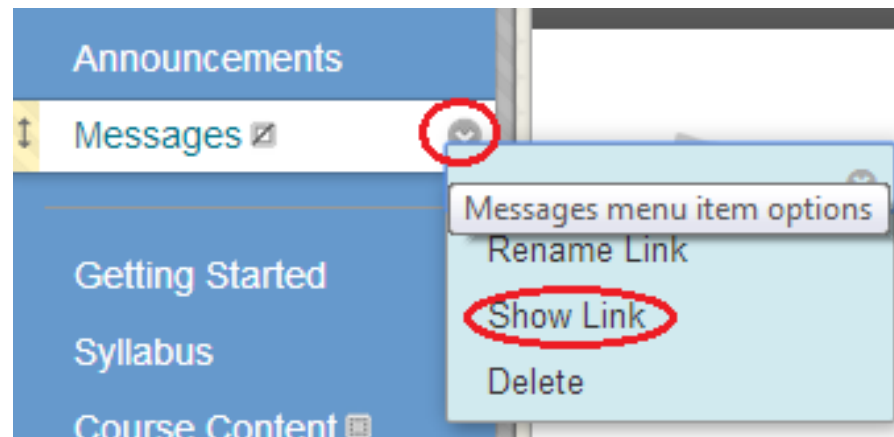 Announcements
Messages
Messages menu item options
Rename Link
Getting Started
Show Link
Syllabus
Delete
Course Content